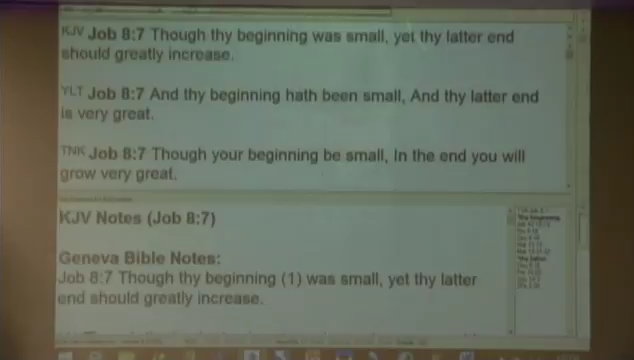 KJV Job 8:7 Though thy beginning was small, yet thy latter end
should greatly increase.
YLT Job 8:7 And thy beginning hath been small, And thy latter end
is very great.
TNK Job 8:7 Though your beginning be small, In the end you will
grow very great.
KJV Notes (Job 8:7)
Geneva Bible Notes:
Job 8:7 Though thy beginning (1) was small, yet thy latter
end should greatly increase.